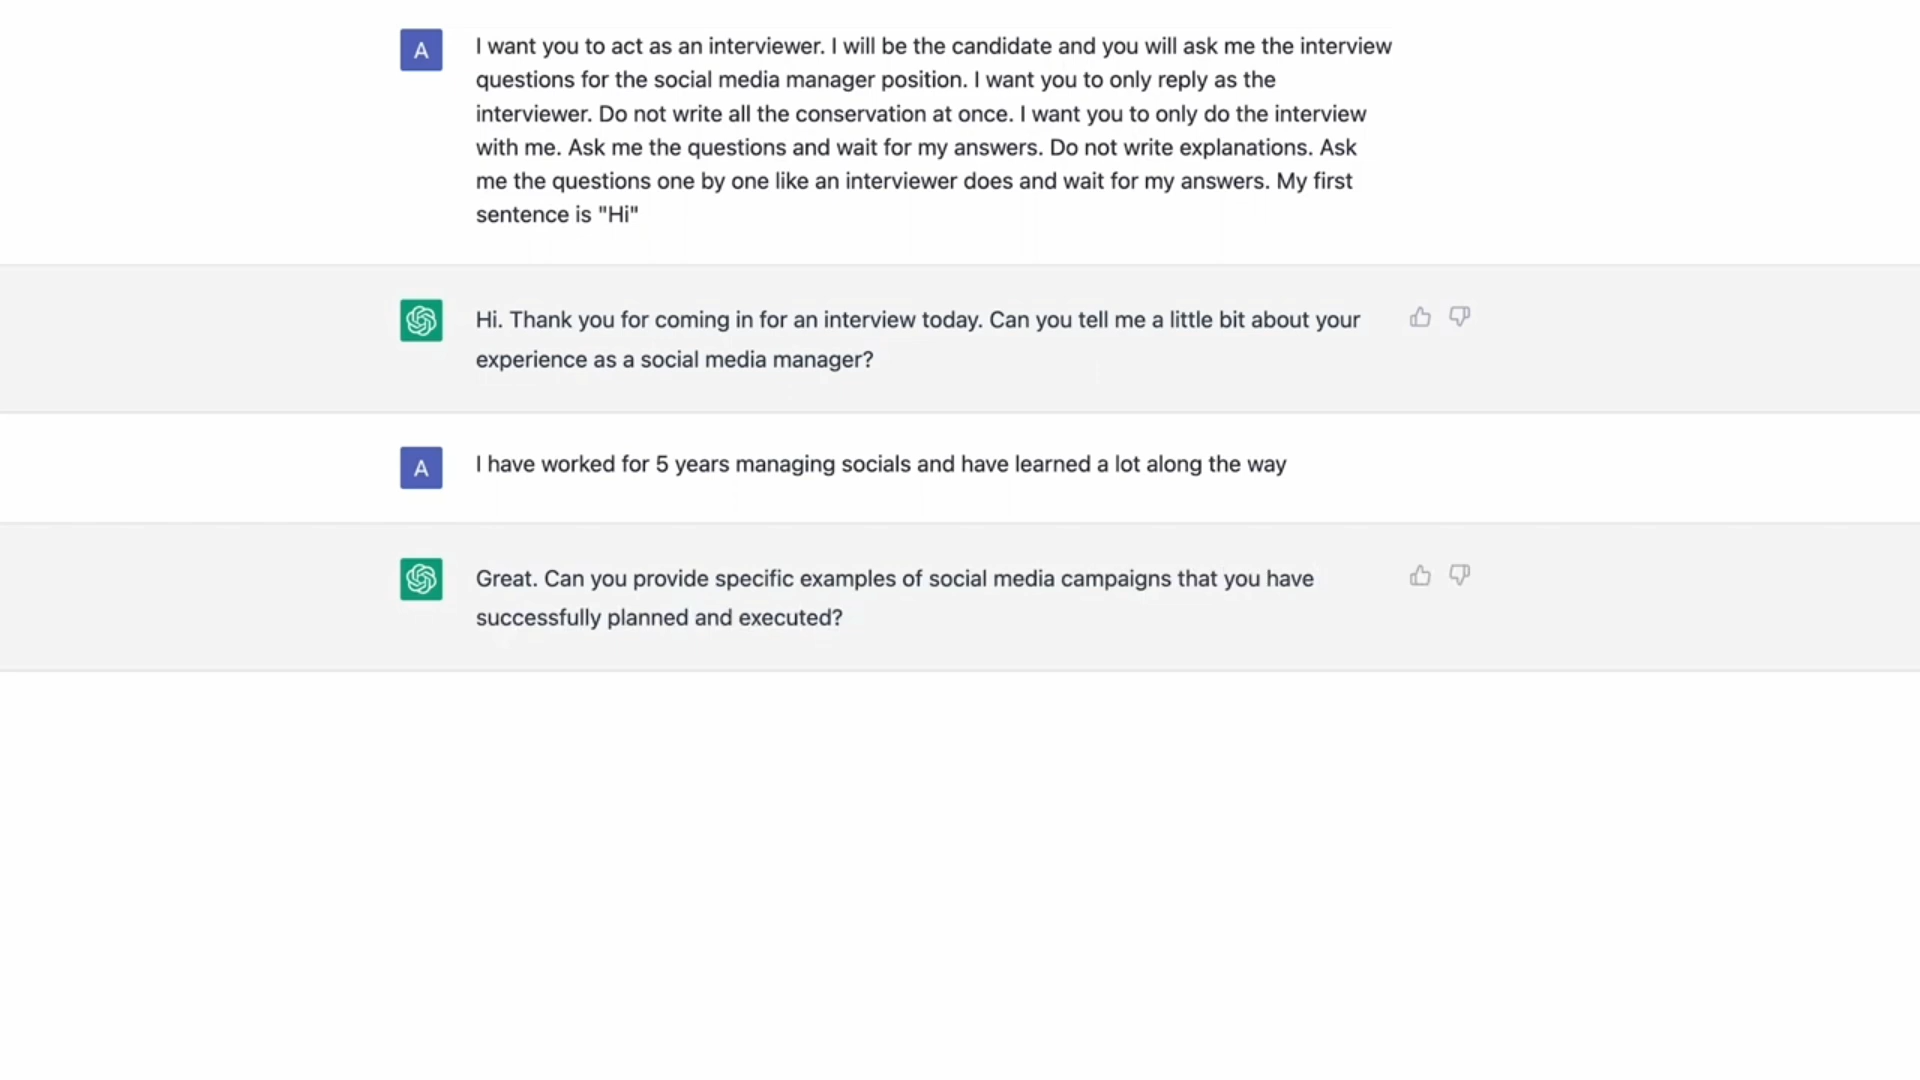 A
I want you to act as an interviewer. I will be the candidate and you will ask me the interview
questions for the social media manager position. I want you to only reply as the
interviewer. Do not write all the conservation at once. I want you to only do the interview
with me. Ask me the questions and wait for my answers. Do not write explanations. Ask
me the questions one by one like an interviewer does and wait for my answers. My first
sentence is "Hi"
Hi. Thank you for coming in for an interview today. Can you tell me a little bit about your
experience as a social media manager?
A
I have worked for 5 years managing socials and have learned a lot along the way
Great. Can you provide specific examples of social media campaigns that you have
successfully planned and executed?